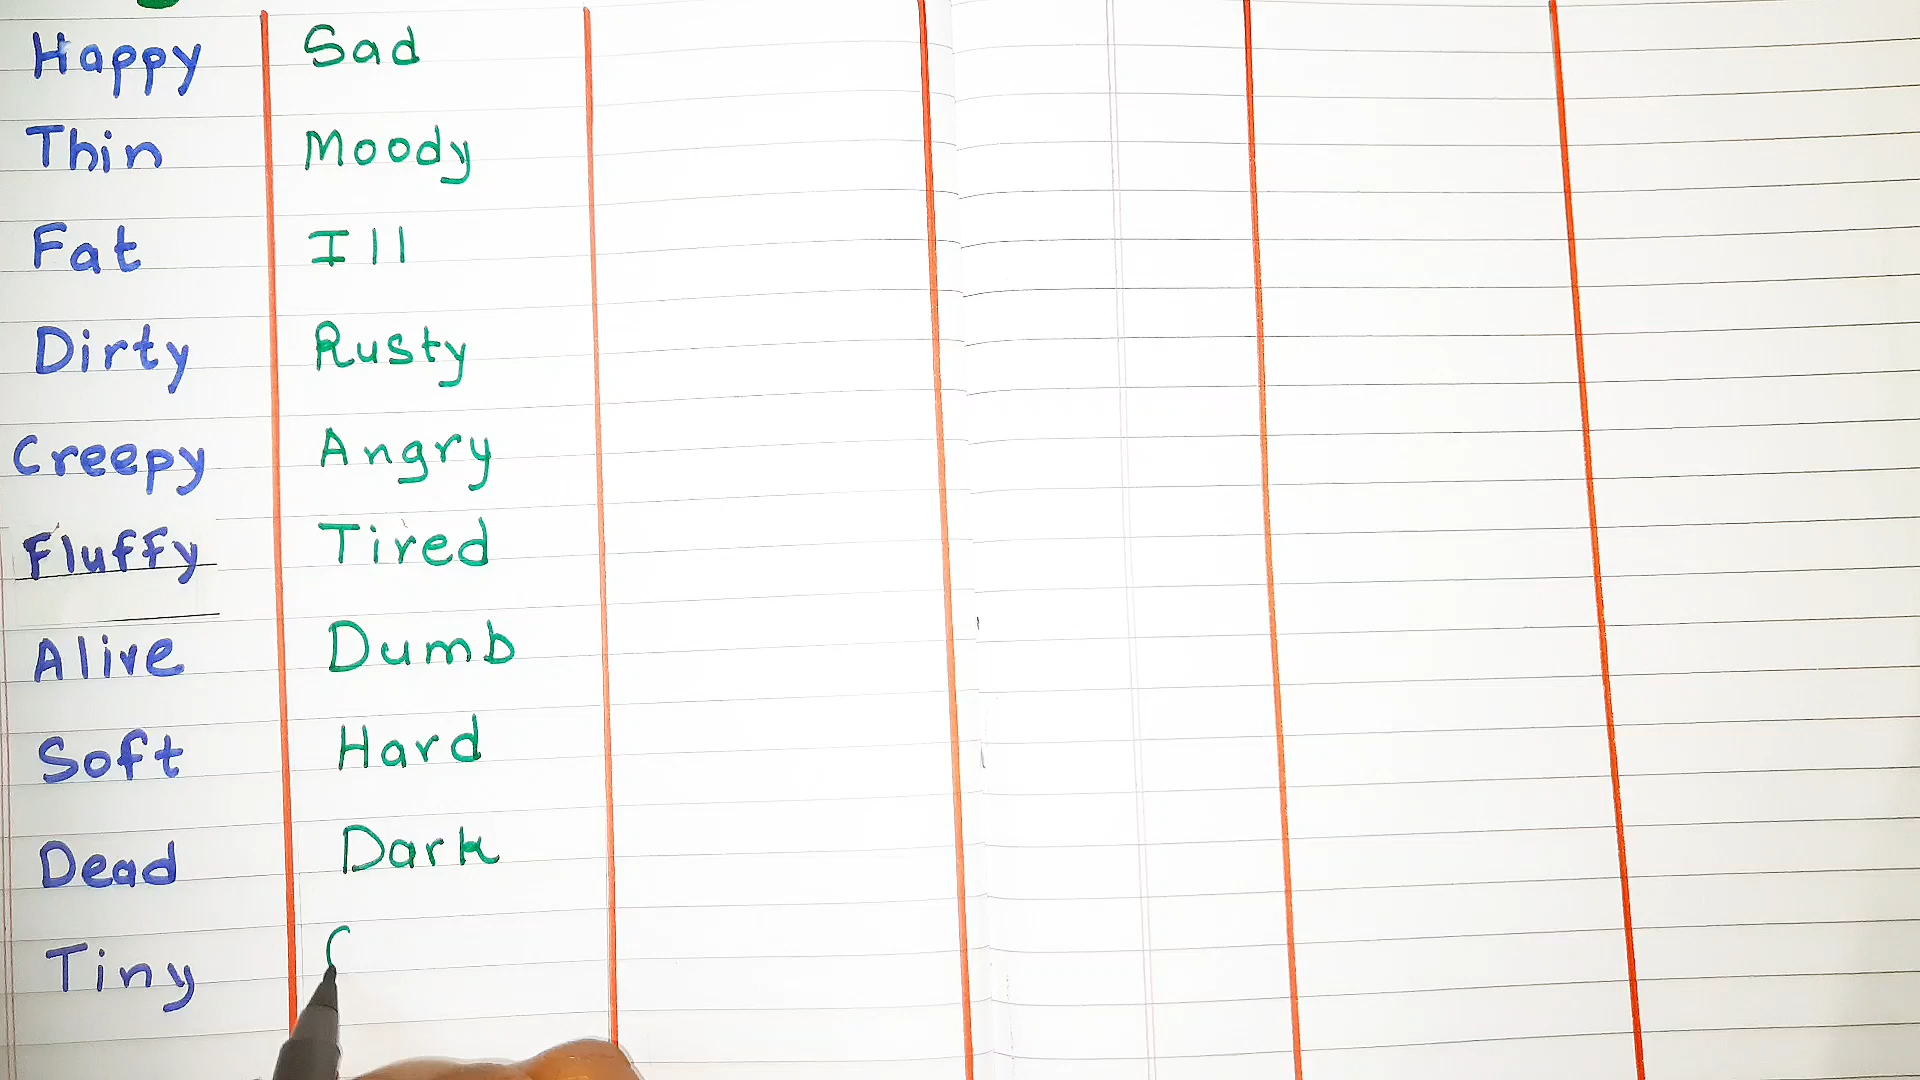 Happy Sad
Thin Moody
Fat Ill
Dirty Rusty
Creepy Angry
Fluffy Tired
Alive Dumb
Soft Hard
Dead Dark
Tiny